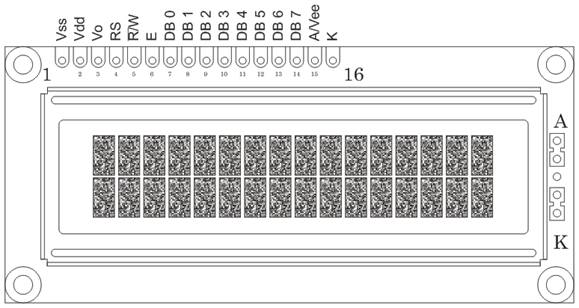 Vss Vdd Vo RS R/W E DB 0 DB 1 DB 2 DB 3 DB 4 DB 5 DB 6 DB 7 A/Vee K
1 2 3 4 5 6 7 8 9 10 11 12 13 14 15 16
A
K